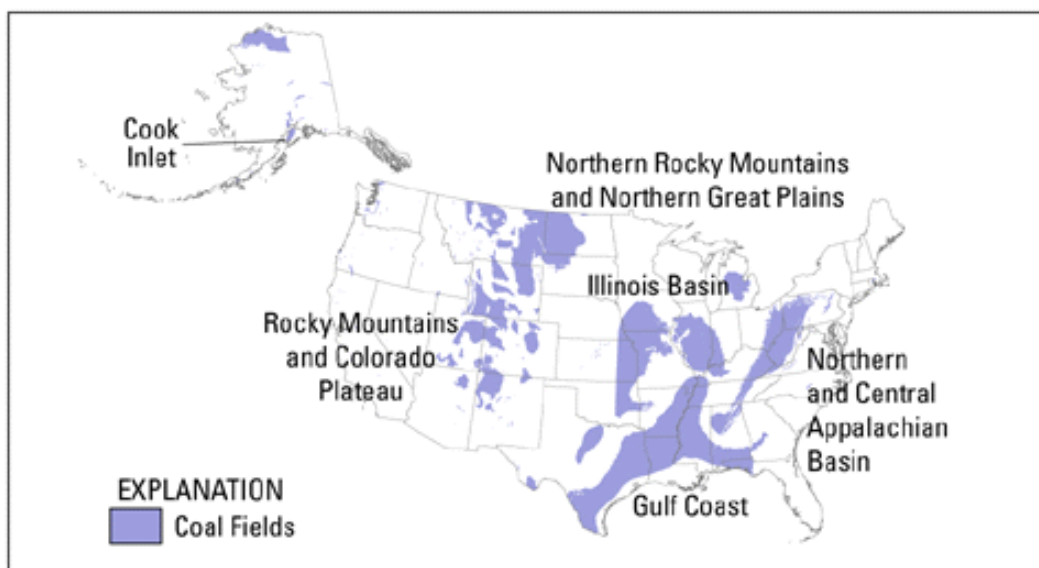 Cook
Inlet
Northern Rocky Mountains
and Northern Great Plains
Illinois Basin
Rocky Mountains
and Colorado
Plateau
Northern
and Central
Appalachian
Basin
Gulf Coast
EXPLANATION
Coal Fields